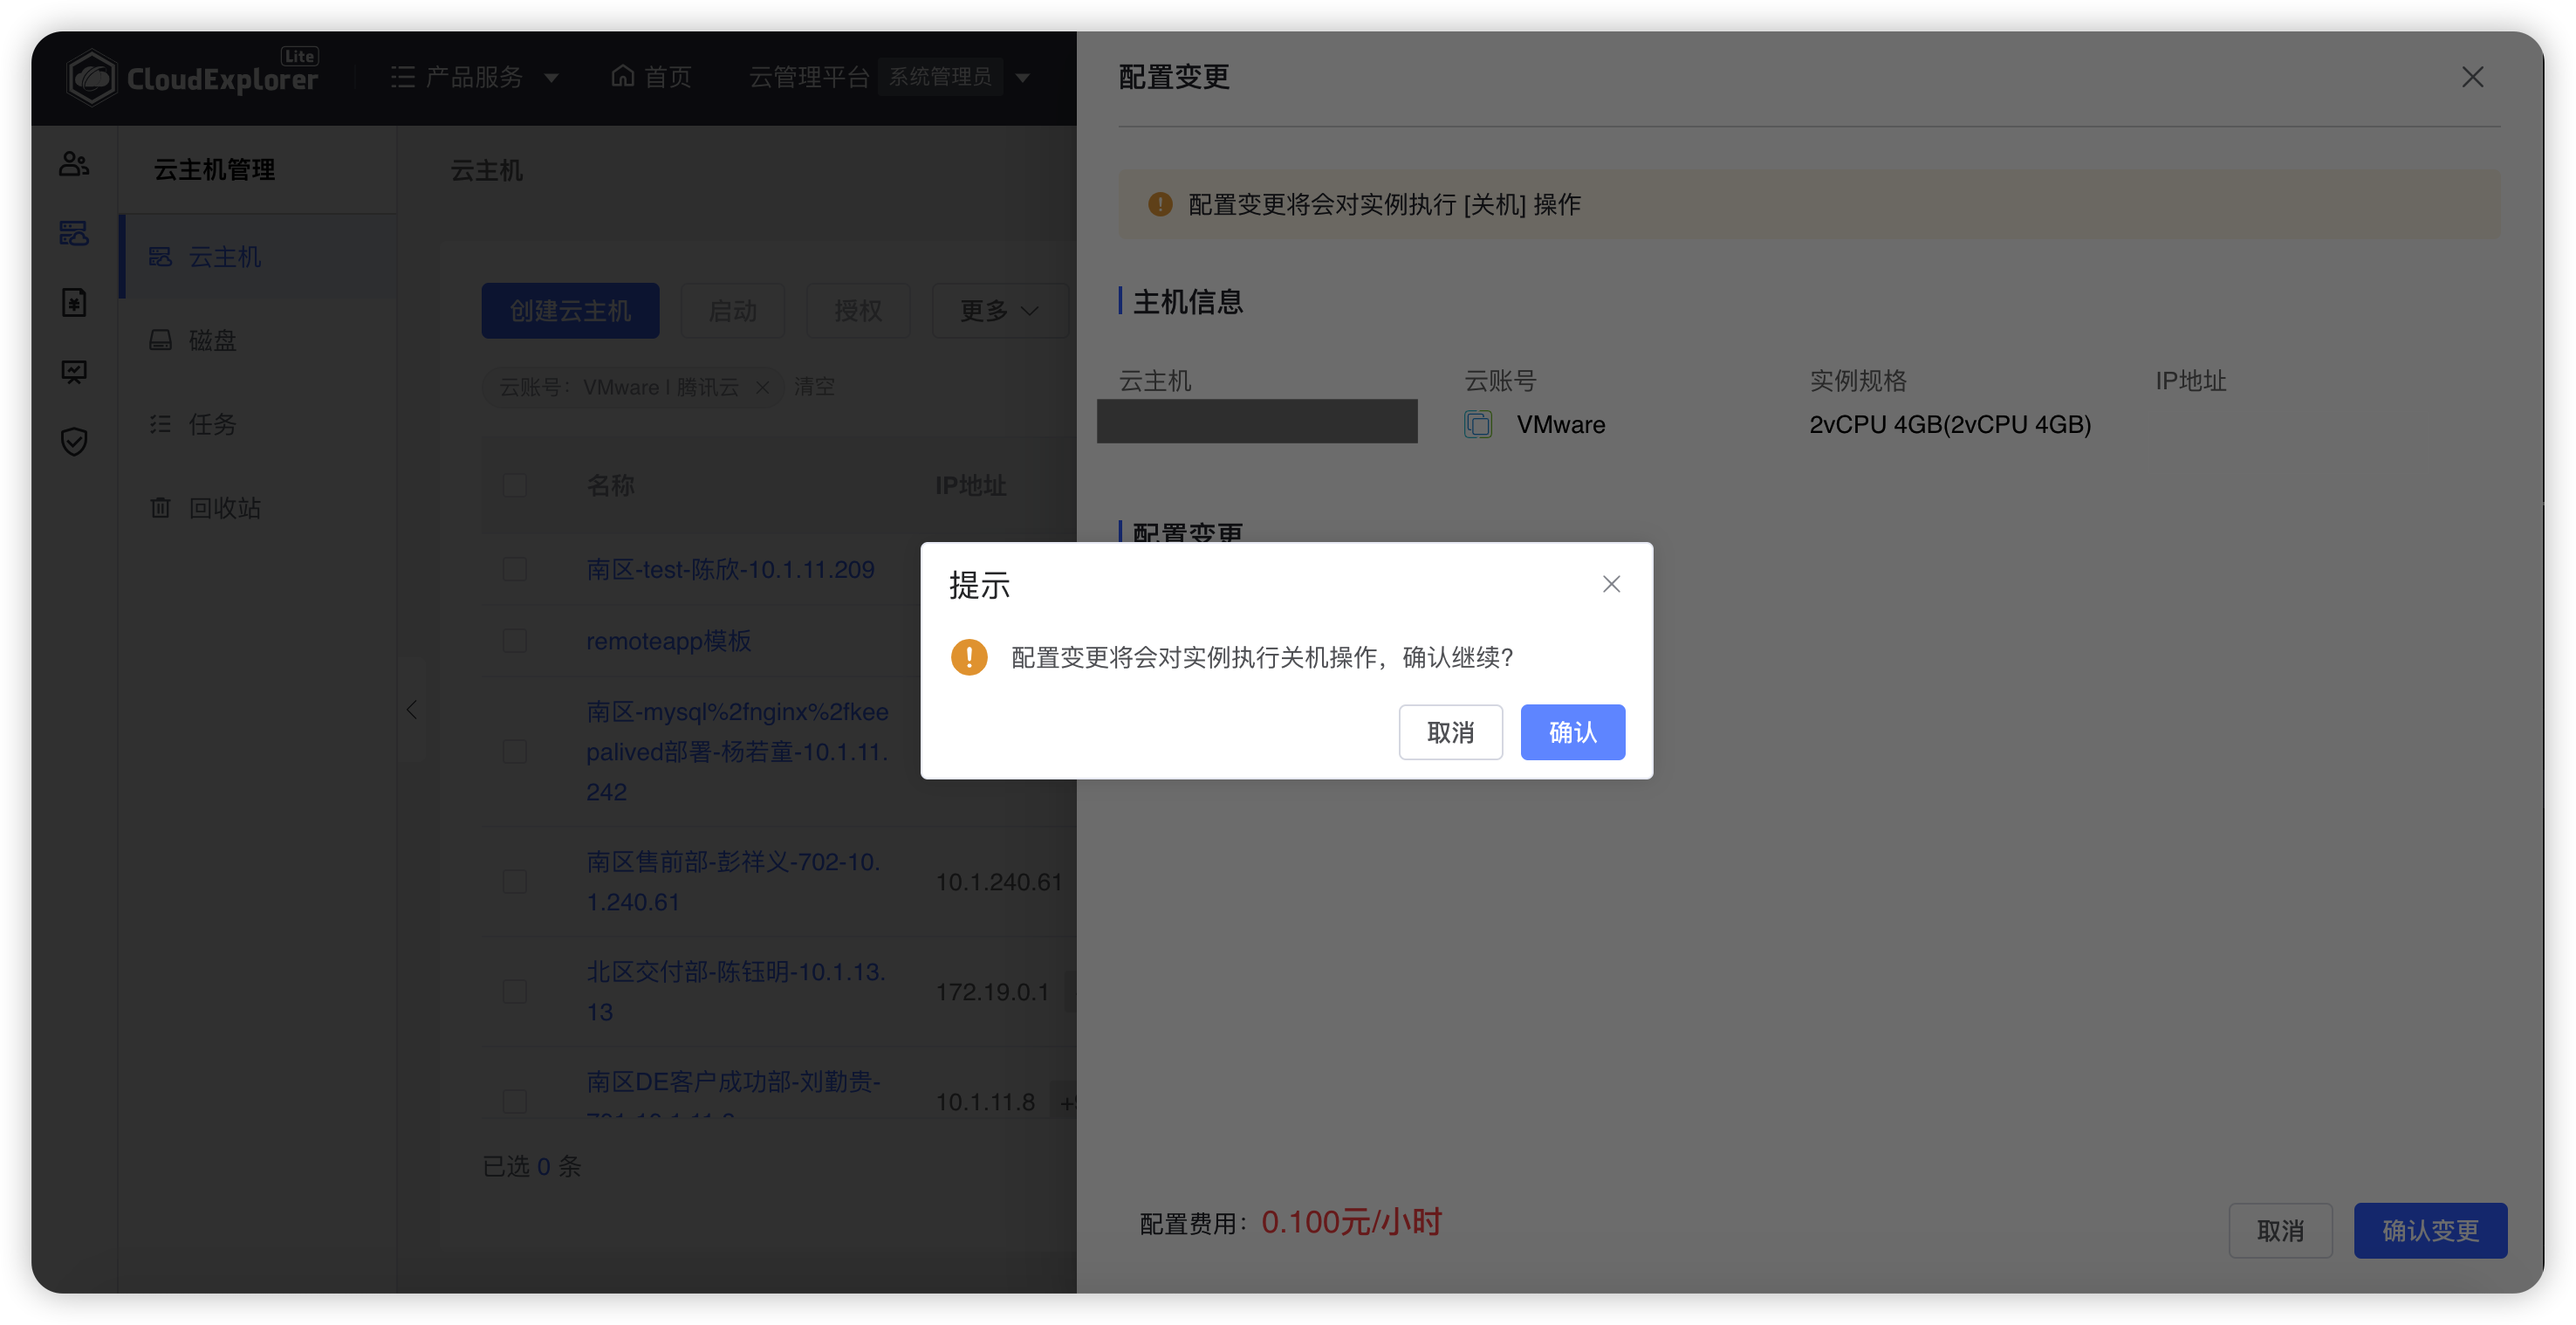 CloudExplorer Lite
产品服务
首页
云管理平台 系统管理员
云主机管理
云主机
磁盘
任务
回收站
云主机
创建云主机
启动
授权
更多
云账号：VMware | 腾讯云
清空
名称
IP地址
南区-test-陈欣-10.1.11.209
remoteapp模板
南区-mysql%2fnginx%2fkee
palived部署-杨若童-10.1.11.
242
南区售前部-彭祥义-702-10.
1.240.61
10.1.240.61
北区交付部-陈钰明-10.1.13.
13
172.19.0.1
南区DE客户成功部-刘勤贵-
10.1.11.8
已选 0 条
配置变更
配置变更将会对实例执行 [关机] 操作
主机信息
云主机
云账号
VMware
实例规格
2vCPU 4GB(2vCPU 4GB)
IP地址
配置变更
提示
配置变更将会对实例执行关机操作，确认继续？
取消
确认
配置费用：0.100元/小时
取消
确认变更